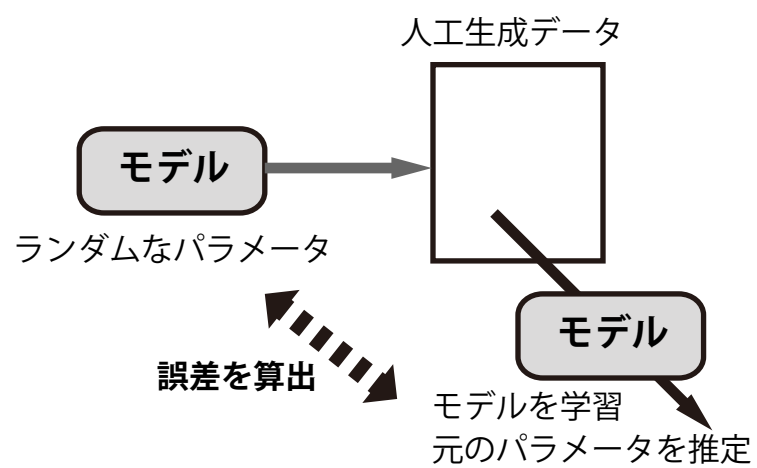 人工生成データ
モデル
ランダムなパラメータ
モデル
誤差を算出
モデルを学習
元のパラメータを推定